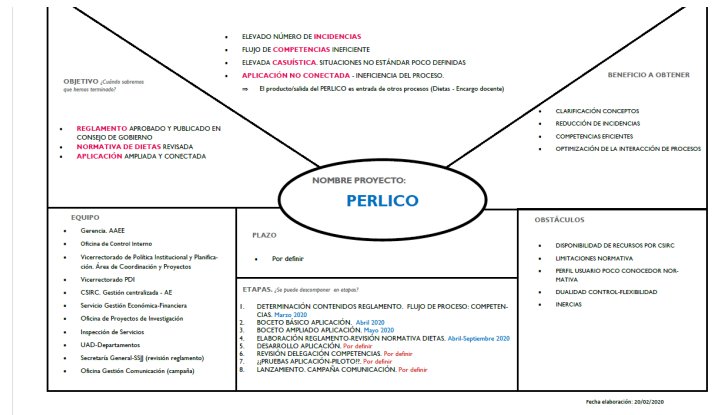 ELEVADO NÚMERO DE INCIDENCIAS
FLUJO DE COMPETENCIAS INEFICIENTE
ELEVADA CASUÍSTICA. SITUACIONES NO ESTÁNDAR POCO DEFINIDAS
APLICACIÓN NO CONECTADA - INEFICIENCIA DEL PROCESO.
⇒ El producto/salida del PERLICO es entrada de otros procesos (Dietas - Encargo docente)
OBJETIVO ¿Cuándo sabremos
que hemos terminado?
REGLAMENTO APROBADO Y PUBLICADO EN
CONSEJO DE GOBIERNO
NORMATIVA DE DIETAS REVISADA
APLICACIÓN AMPLIADA Y CONECTADA
BENEFICIO A OBTENER
CLARIFICACIÓN CONCEPTOS
REDUCCIÓN DE INCIDENCIAS
COMPETENCIAS EFICIENTES
OPTIMIZACIÓN DE LA INTERACCIÓN DE PROCESOS
NOMBRE PROYECTO:
PERLICO
EQUIPO
Gerencia. AAEE
Oficina de Control Interno
Vicerrectorado de Política Institucional y Planifica-
ción. Área de Coordinación y Proyectos
Vicerrectorado PDI
CSIRC. Gestión centralizada - AE
Servicio Gestión Económica-Financiera
Oficina de Proyectos de Investigación
Inspección de Servicios
UAD-Departamentos
Secretaría General-SSJJ (revisión reglamento)
Oficina Gestión Comunicación (campaña)
PLAZO
Por definir
ETAPAS. ¿Se puede descomponer en etapas?
1. DETERMINACIÓN CONTENIDOS REGLAMENTO. FLUJO DE PROCESO: COMPETEN-
CIAS. Marzo 2020
2. BOCETO BÁSICO APLICACIÓN. Abril 2020
3. BOCETO AMPLIADO APLICACIÓN. Mayo 2020
4. ELABORACIÓN REGLAMENTO-REVISIÓN NORMATIVA DIETAS. Abril-Septiembre 2020
5. DESARROLLO APLICACIÓN. Por definir
6. REVISIÓN DELEGACIÓN COMPETENCIAS. Por definir
7. ¿¡PRUEBAS APLICACIÓN-PILOTO!?. Por definir
8. LANZAMIENTO. CAMPAÑA COMUNICACIÓN. Por definir
OBSTÁCULOS
DISPONIBILIDAD DE RECURSOS POR CSIRC
LIMITACIONES NORMATIVA
PERFIL USUARIO POCO CONOCEDOR NOR-
MATIVA
DUALIDAD CONTROL-FLEXIBILIDAD
INERCIAS
Fecha elaboración: 20/02/2020